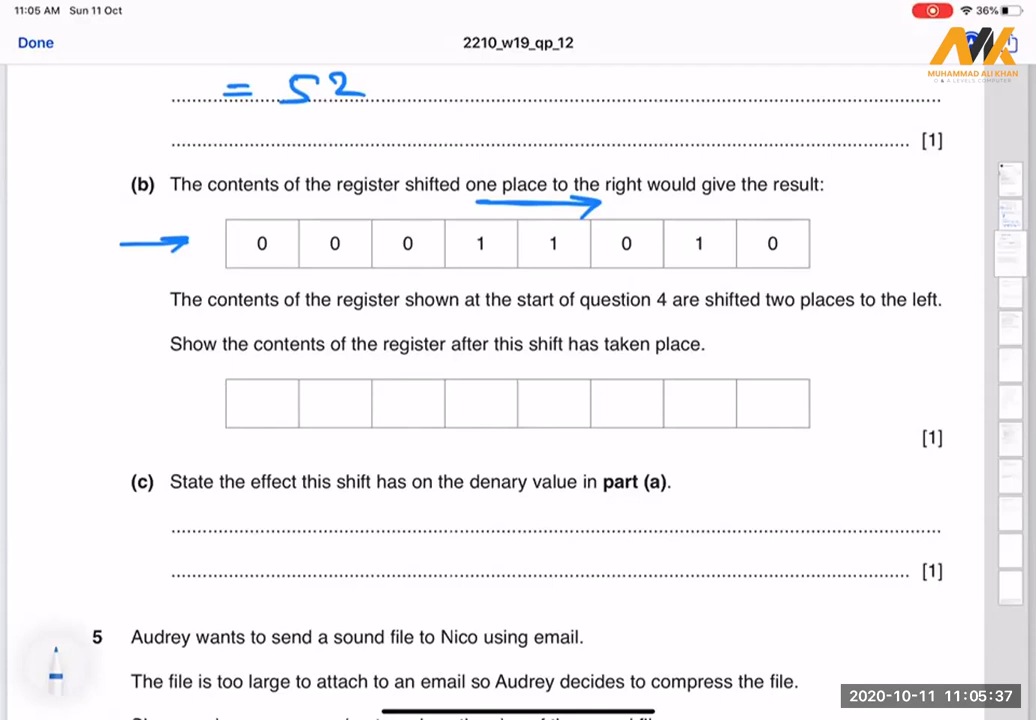 11:05 AM Sun 11 Oct
36%
Done
2210_w19_qp_12
MUHAMMAD ALI KHAN
O & A LEVELS COMPUTER
= 52
[1]
(b) The contents of the register shifted one place to the right would give the result:
0 0 0 1 1 0 1 0
The contents of the register shown at the start of question 4 are shifted two places to the left.
Show the contents of the register after this shift has taken place.
[1]
(c) State the effect this shift has on the denary value in part (a).
[1]
5 Audrey wants to send a sound file to Nico using email.
The file is too large to attach to an email so Audrey decides to compress the file.
2020-10-11 11:05:37